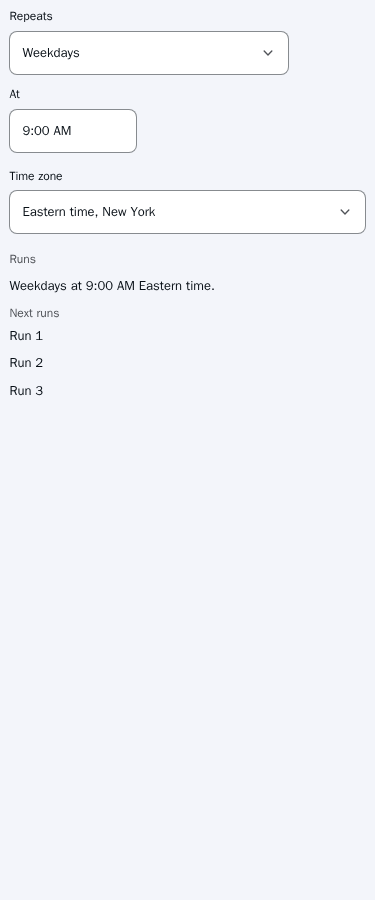 Repeats
Weekdays
At
9:00 AM
Time zone
Eastern time, New York
Runs
Weekdays at 9:00 AM Eastern time.
Next runs
Run 1
Run 2
Run 3